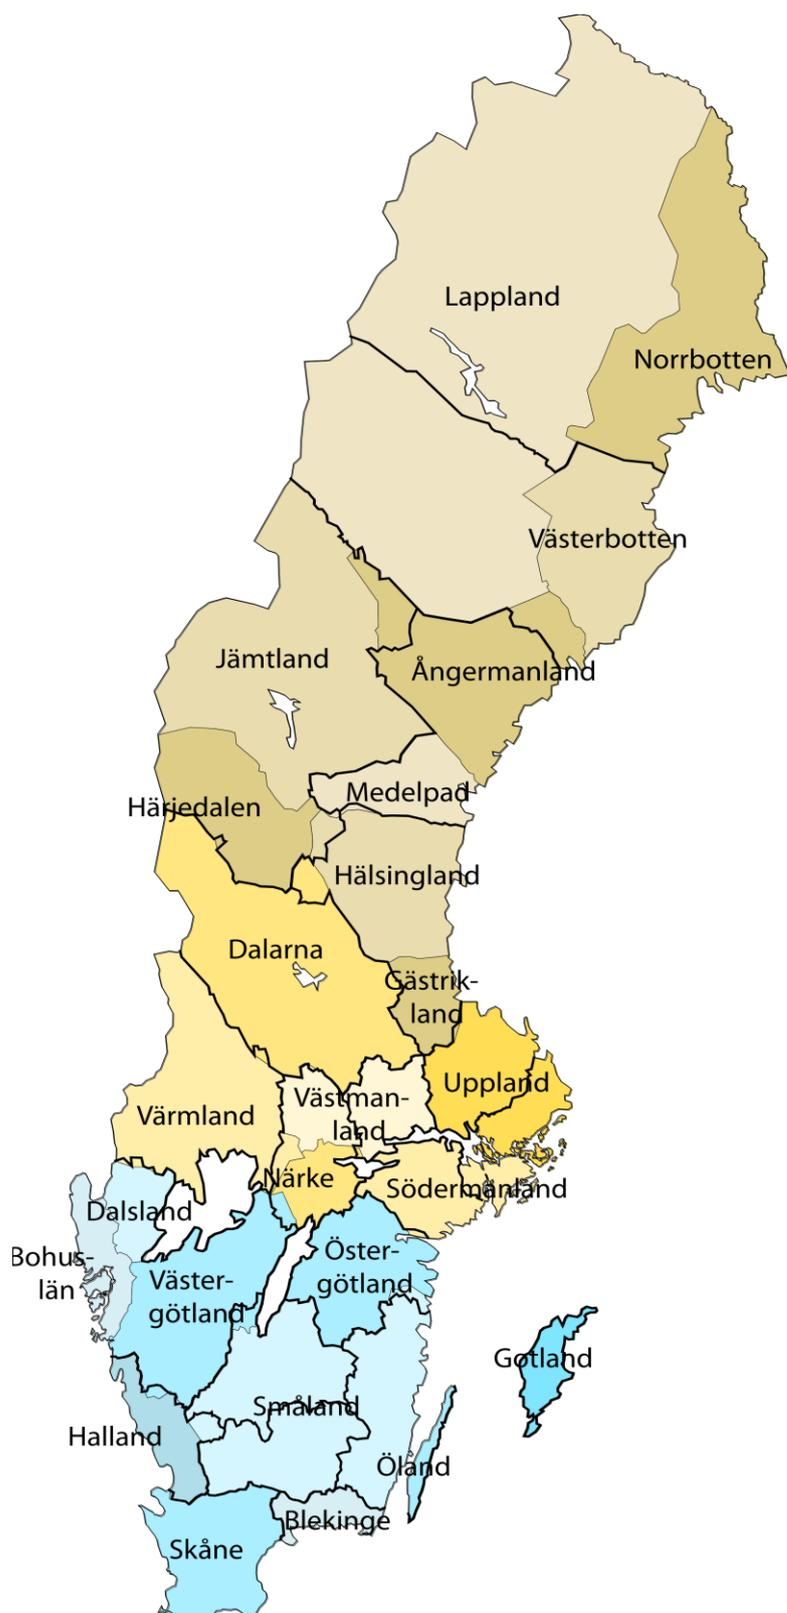 Lappland
Norrbotten
Västerbotten
Jämtland
Ångermanland
Medelpad
Härjedalen
Hälsingland
Dalarna
Gästrik-
land
Uppland
Västman-
land
Värmland
Närke
Södermanland
Dalsland
Bohus-
län
Öster-
götland
Väster-
götland
Gotland
Småland
Halland
Öland
Blekinge
Skåne